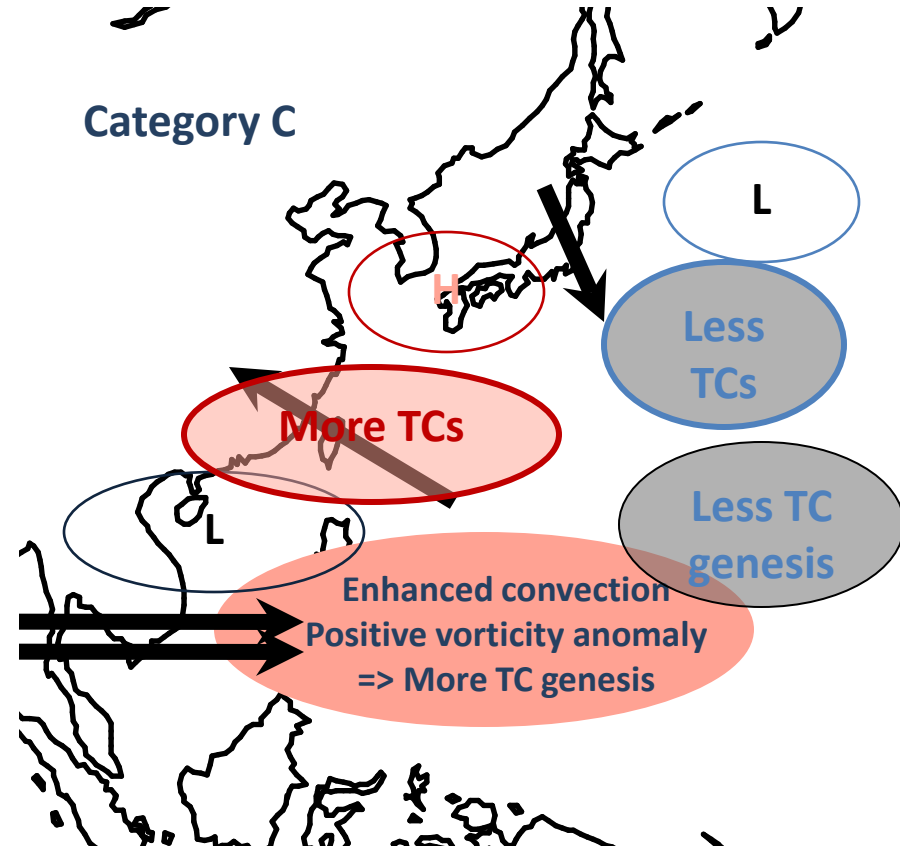 Category C
L
H
Less
TCs
More TCs
Less TC
genesis
L
Enhanced convection
Positive vorticity anomaly
=> More TC genesis